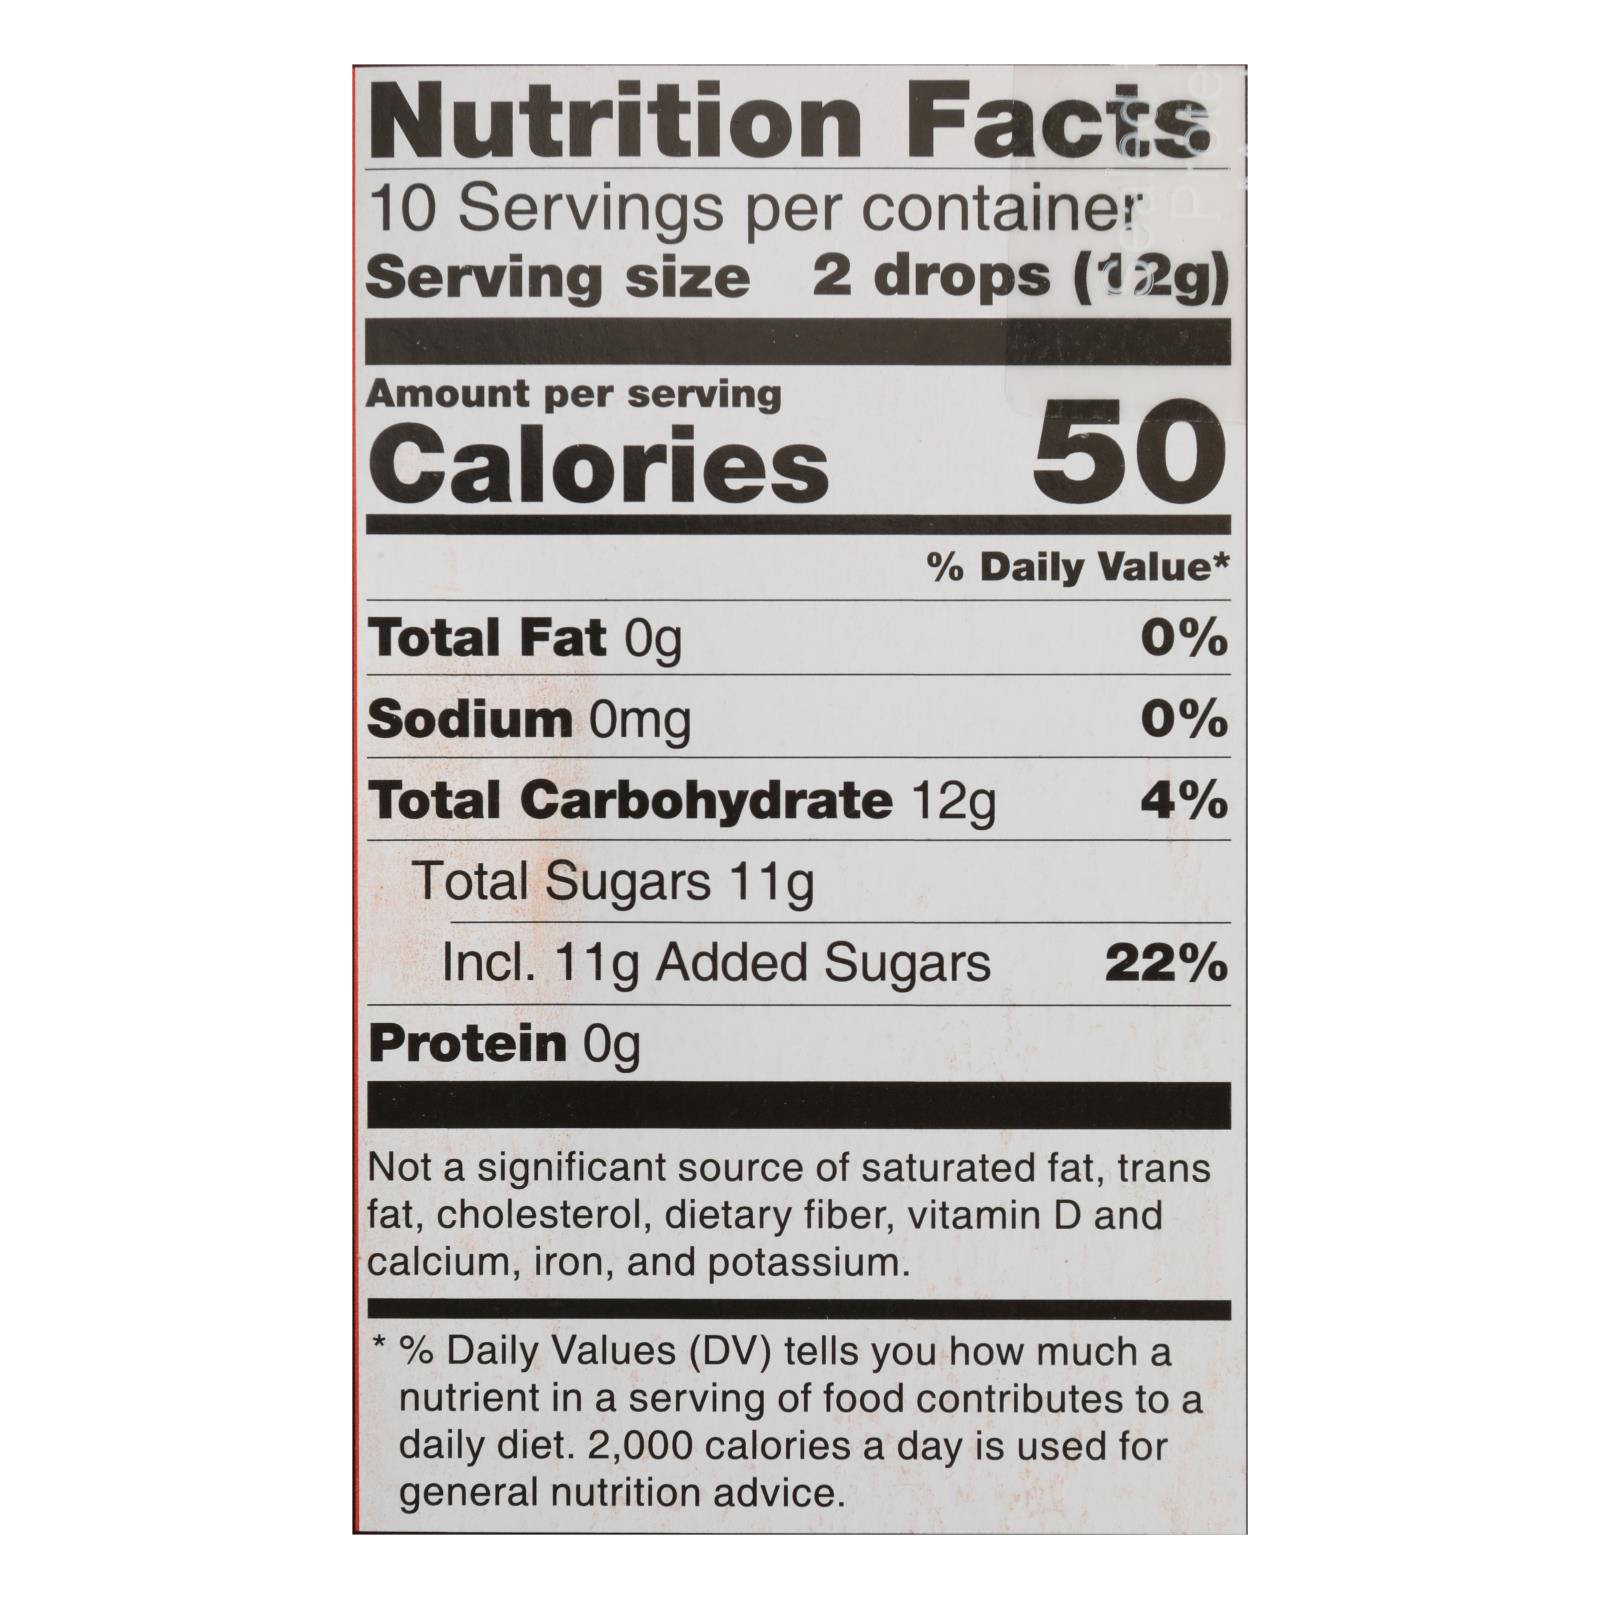 Nutrition Facts
10 Servings per container
Serving size 2 drops (12g)
Amount per serving
Calories 50
% Daily Value*
Total Fat 0g 0%
Sodium 0mg 0%
Total Carbohydrate 12g 4%
Total Sugars 11g
Incl. 11g Added Sugars 22%
Protein 0g
Not a significant source of saturated fat, trans
fat, cholesterol, dietary fiber, vitamin D and
calcium, iron, and potassium.
* % Daily Values (DV) tells you how much a
nutrient in a serving of food contributes to a
daily diet. 2,000 calories a day is used for
general nutrition advice.
Sealed